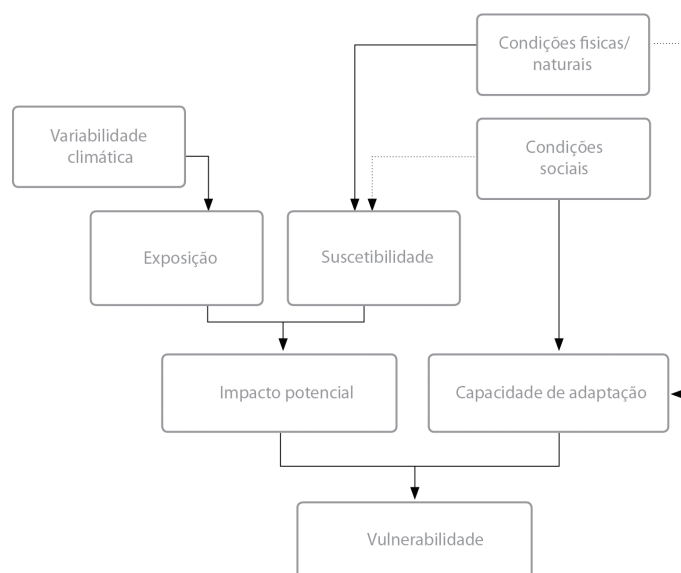 Condições fisicas/
naturais
Variabilidade
climática
Condições
sociais
Exposição
Suscetibilidade
Impacto potencial
Capacidade de adaptação
Vulnerabilidade